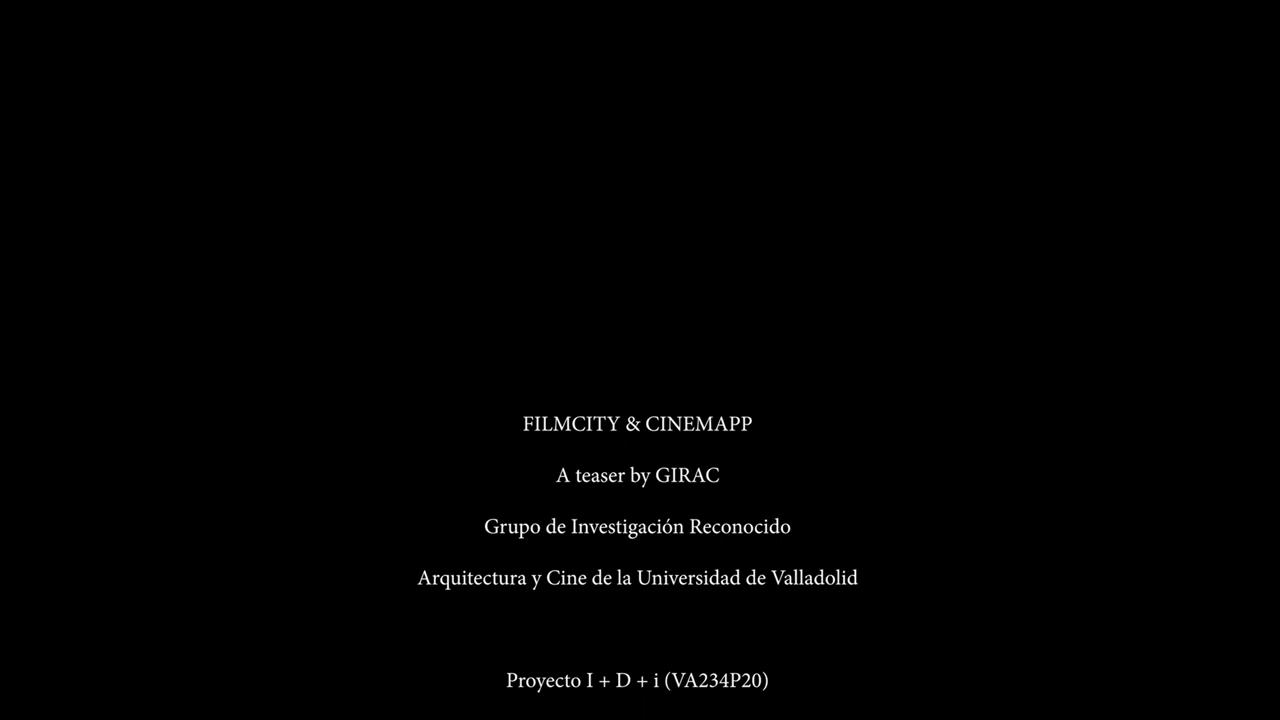 FILMCITY & CINEMAPP
A teaser by GIRAC
Grupo de Investigación Reconocido
Arquitectura y Cine de la Universidad de Valladolid
Proyecto I + D + i (VA234P20)